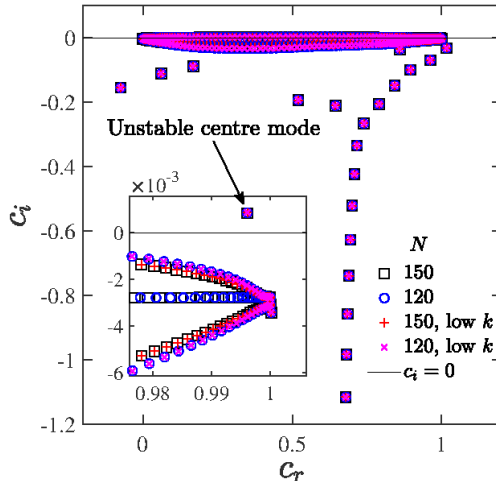 0
-0.2
-0.4
-0.6
-0.8
-1
-1.2
0
0.5
1
c_i
c_r
Unstable centre mode
×10⁻³
0
-2
-4
-6
0.98
0.99
1
N
150
120
150, low k
120, low k
c_i = 0